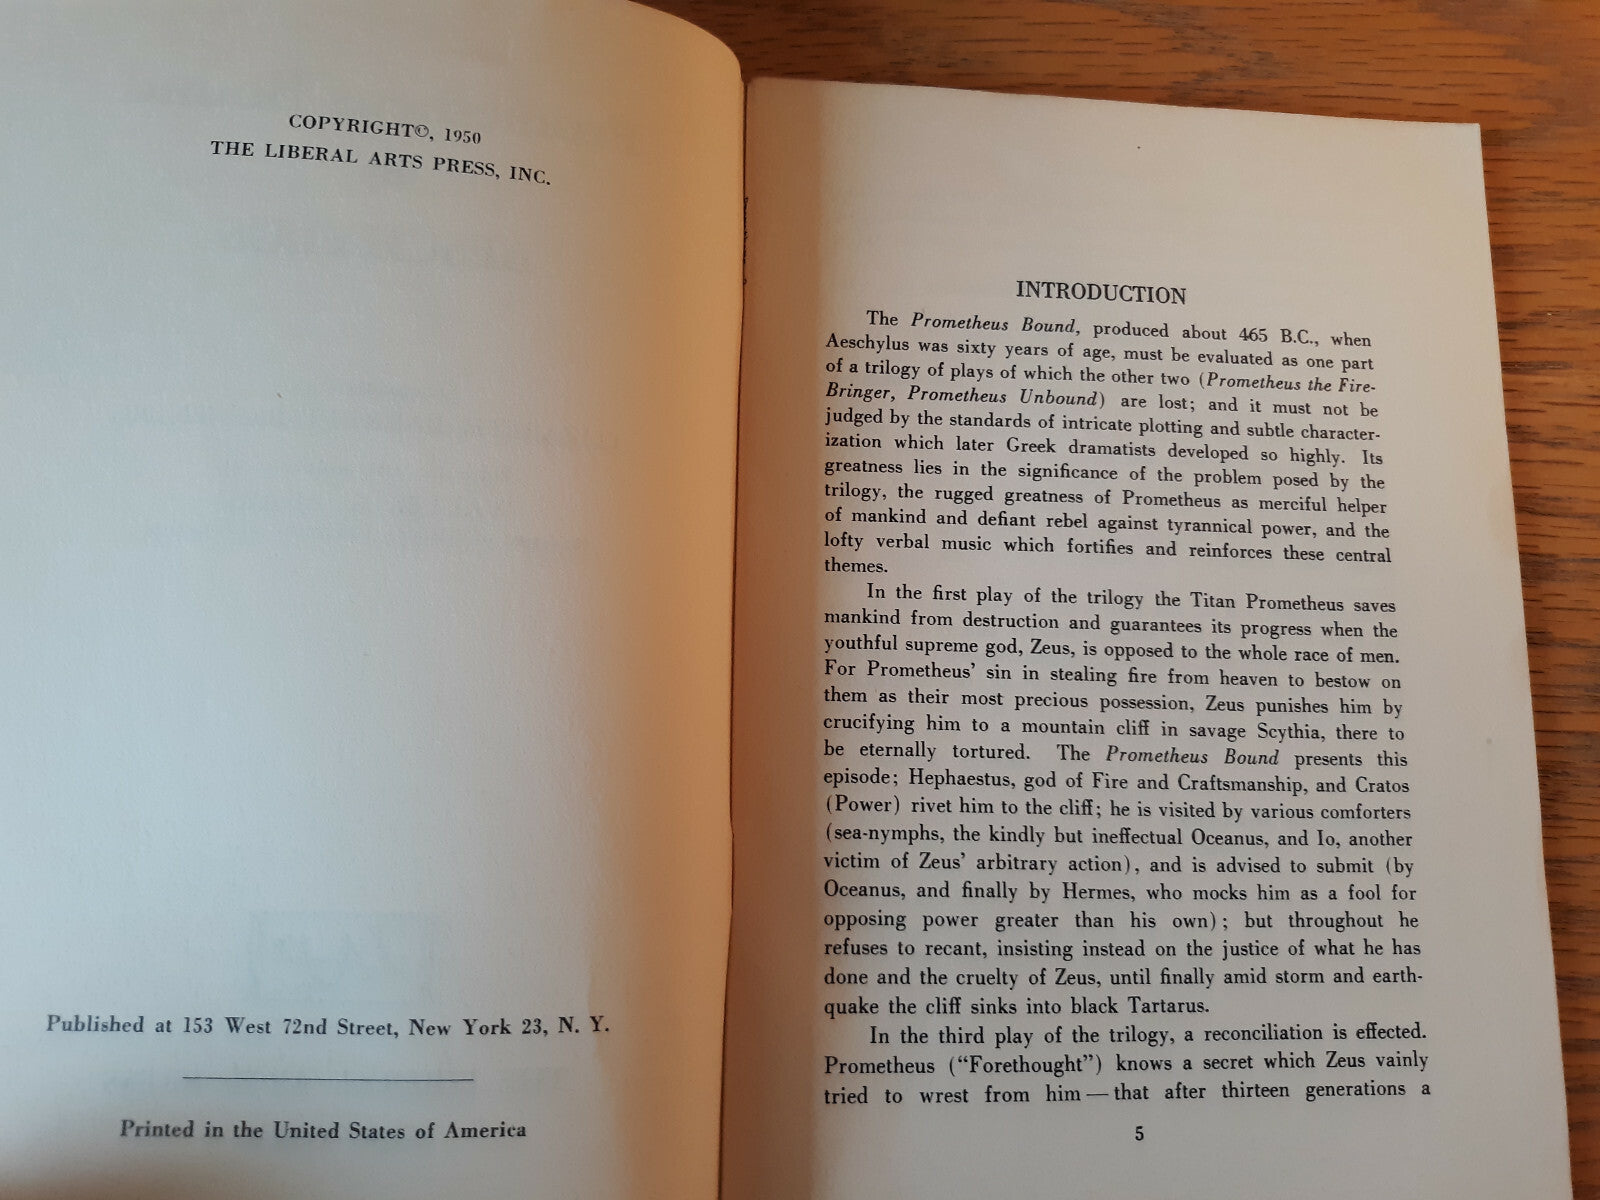 COPYRIGHT©, 1950
THE LIBERAL ARTS PRESS, INC.
Published at 153 West 72nd Street, New York 23, N. Y.
Printed in the United States of America
INTRODUCTION
The Prometheus Bound, produced about 465 B.C., when
Aeschylus was sixty years of age, must be evaluated as one part
of a trilogy of plays of which the other two (Prometheus the Fire-
Bringer, Prometheus Unbound) are lost; and it must not be
judged by the standards of intricate plotting and subtle character-
ization which later Greek dramatists developed so highly. Its
greatness lies in the significance of the problem posed by the
trilogy, the rugged greatness of Prometheus as merciful helper
of mankind and defiant rebel against tyrannical power, and the
lofty verbal music which fortifies and reinforces these central
themes.
In the first play of the trilogy the Titan Prometheus saves
mankind from destruction and guarantees its progress when the
youthful supreme god, Zeus, is opposed to the whole race of men.
For Prometheus' sin in stealing fire from heaven to bestow on
them as their most precious possession, Zeus punishes him by
crucifying him to a mountain cliff in savage Scythia, there to
be eternally tortured. The Prometheus Bound presents this
episode; Hephaestus, god of Fire and Craftsmanship, and Cratos
(Power) rivet him to the cliff; he is visited by various comforters
(sea-nymphs, the kindly but ineffectual Oceanus, and Io, another
victim of Zeus' arbitrary action), and is advised to submit (by
Oceanus, and finally by Hermes, who mocks him as a fool for
opposing power greater than his own); but throughout he
refuses to recant, insisting instead on the justice of what he has
done and the cruelty of Zeus, until finally amid storm and earth-
quake the cliff sinks into black Tartarus.
In the third play of the trilogy, a reconciliation is effected.
Prometheus ("Forethought") knows a secret which Zeus vainly
tried to wrest from him — that after thirteen generations a
5